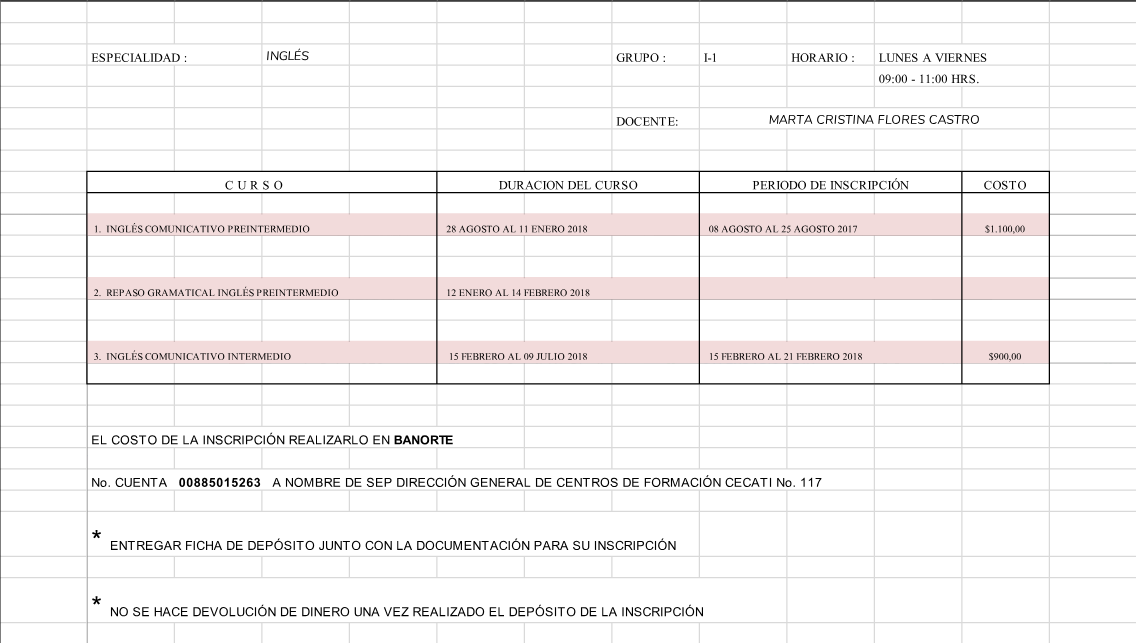 ESPECIALIDAD : INGLÉS GRUPO : I-1 HORARIO : LUNES A VIERNES
09:00 - 11:00 HRS.
DOCENTE: MARTA CRISTINA FLORES CASTRO
C U R S O DURACION DEL CURSO PERIODO DE INSCRIPCIÓN COSTO
1. INGLÉS COMUNICATIVO PREINTERMEDIO 28 AGOSTO AL 11 ENERO 2018 08 AGOSTO AL 25 AGOSTO 2017 $1.100,00
2. REPASO GRAMATICAL INGLÉS PREINTERMEDIO 12 ENERO AL 14 FEBRERO 2018
3. INGLÉS COMUNICATIVO INTERMEDIO 15 FEBRERO AL 09 JULIO 2018 15 FEBRERO AL 21 FEBRERO 2018 $900,00
EL COSTO DE LA INSCRIPCIÓN REALIZARLO EN BANORTE
No. CUENTA 00885015263 A NOMBRE DE SEP DIRECCIÓN GENERAL DE CENTROS DE FORMACIÓN CECATI No. 117
* ENTREGAR FICHA DE DEPÓSITO JUNTO CON LA DOCUMENTACIÓN PARA SU INSCRIPCIÓN
* NO SE HACE DEVOLUCIÓN DE DINERO UNA VEZ REALIZADO EL DEPÓSITO DE LA INSCRIPCIÓN